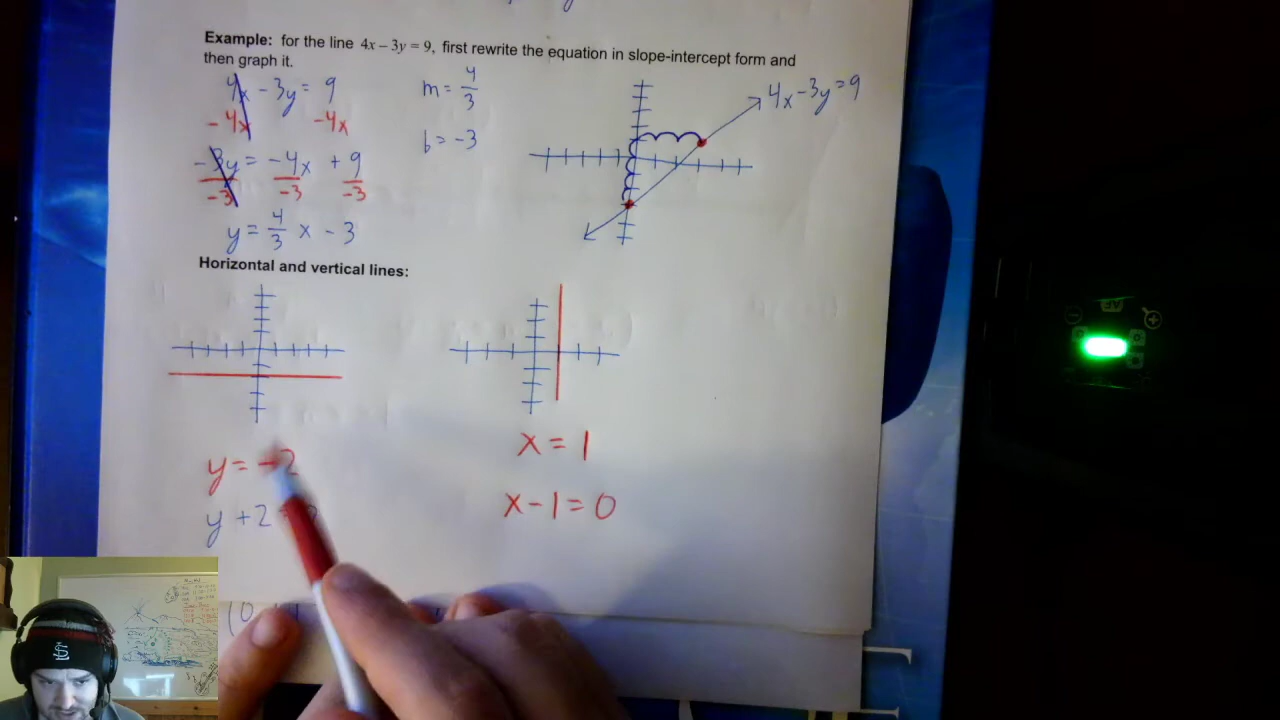 Example: for the line 4x – 3y = 9, first rewrite the equation in slope-intercept form and
then graph it.
4x - 3y = 9
- 4x -4x
-3y = -4x + 9
-3 -3 -3
y = 4/3 x - 3
m = 4/3
b = -3
4x-3y=9
Horizontal and vertical lines:
y = -2
y + 2
x = 1
x - 1 = 0